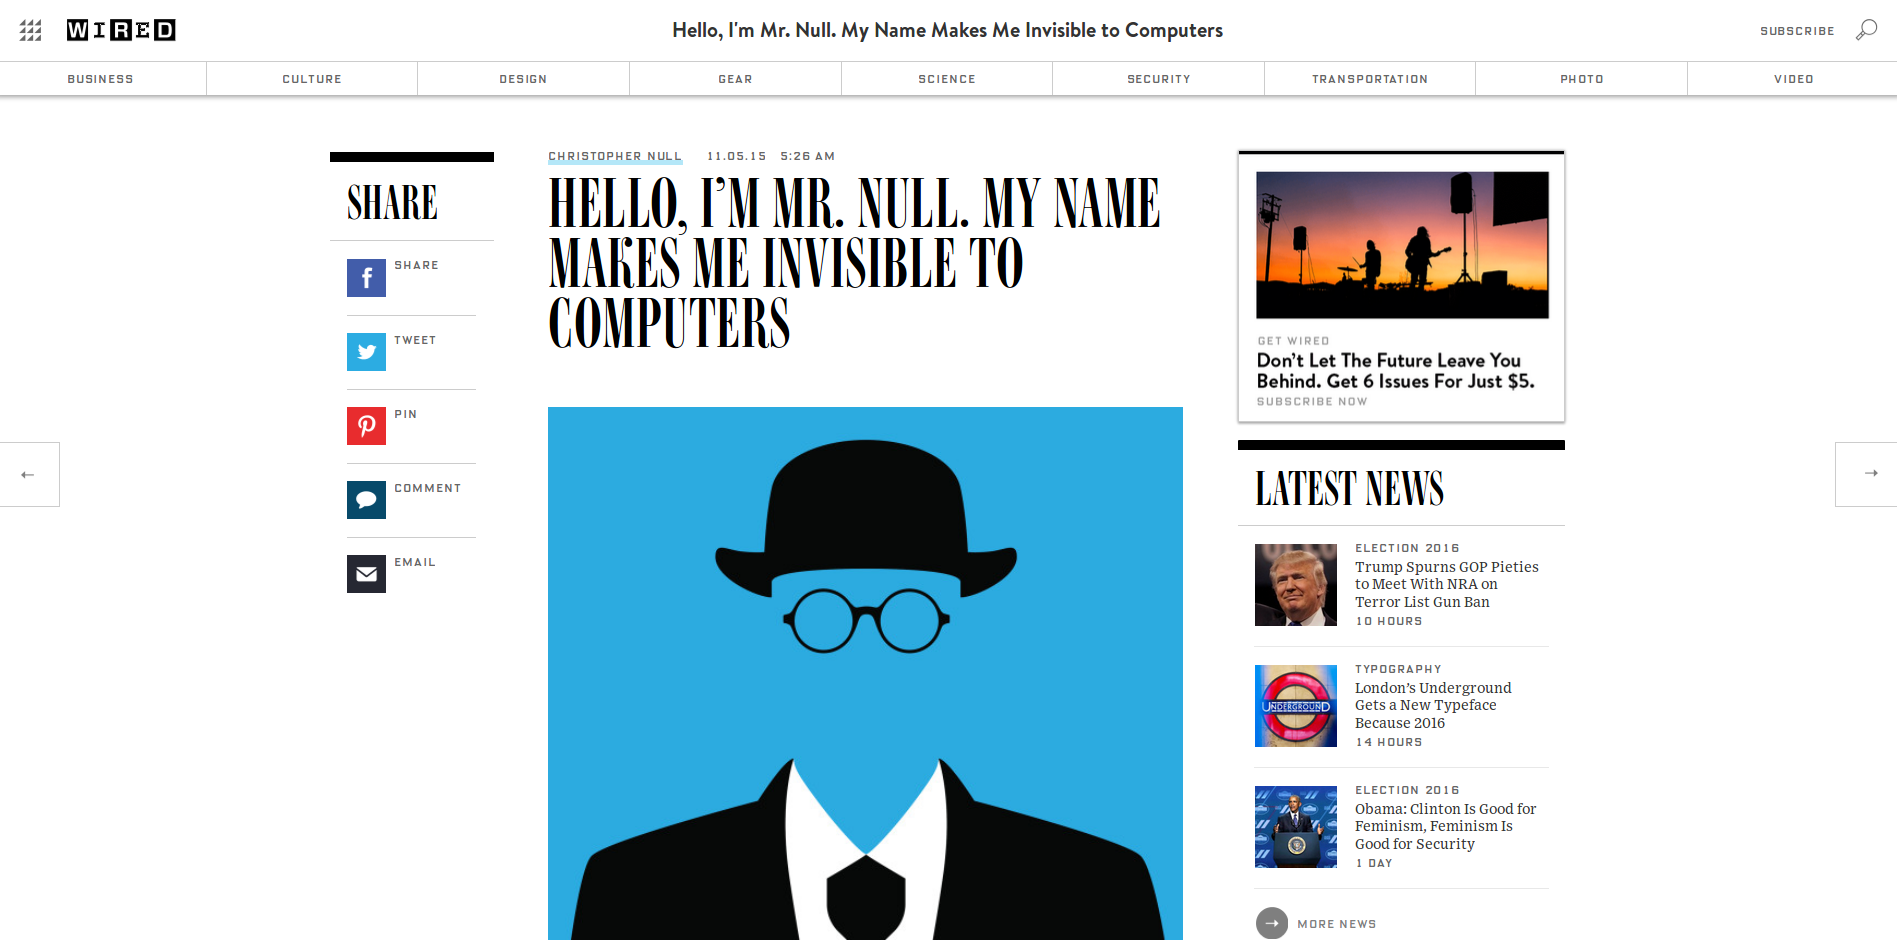 WIRED
Hello, I'm Mr. Null. My Name Makes Me Invisible to Computers
SUBSCRIBE
BUSINESS
CULTURE
DESIGN
GEAR
SCIENCE
SECURITY
TRANSPORTATION
PHOTO
VIDEO
SHARE
SHARE
TWEET
PIN
COMMENT
EMAIL
CHRISTOPHER NULL 11.05.15 5:26 AM
HELLO, I'M MR. NULL. MY NAME
MAKES ME INVISIBLE TO
COMPUTERS
GET WIRED
Don't Let The Future Leave You
Behind. Get 6 Issues For Just $5.
SUBSCRIBE NOW
LATEST NEWS
ELECTION 2016
Trump Spurns GOP Pieties
to Meet With NRA on
Terror List Gun Ban
10 HOURS
UNDERGROUND
TYPOGRAPHY
London's Underground
Gets a New Typeface
Because 2016
14 HOURS
ELECTION 2016
Obama: Clinton Is Good for
Feminism, Feminism Is
Good for Security
1 DAY
MORE NEWS